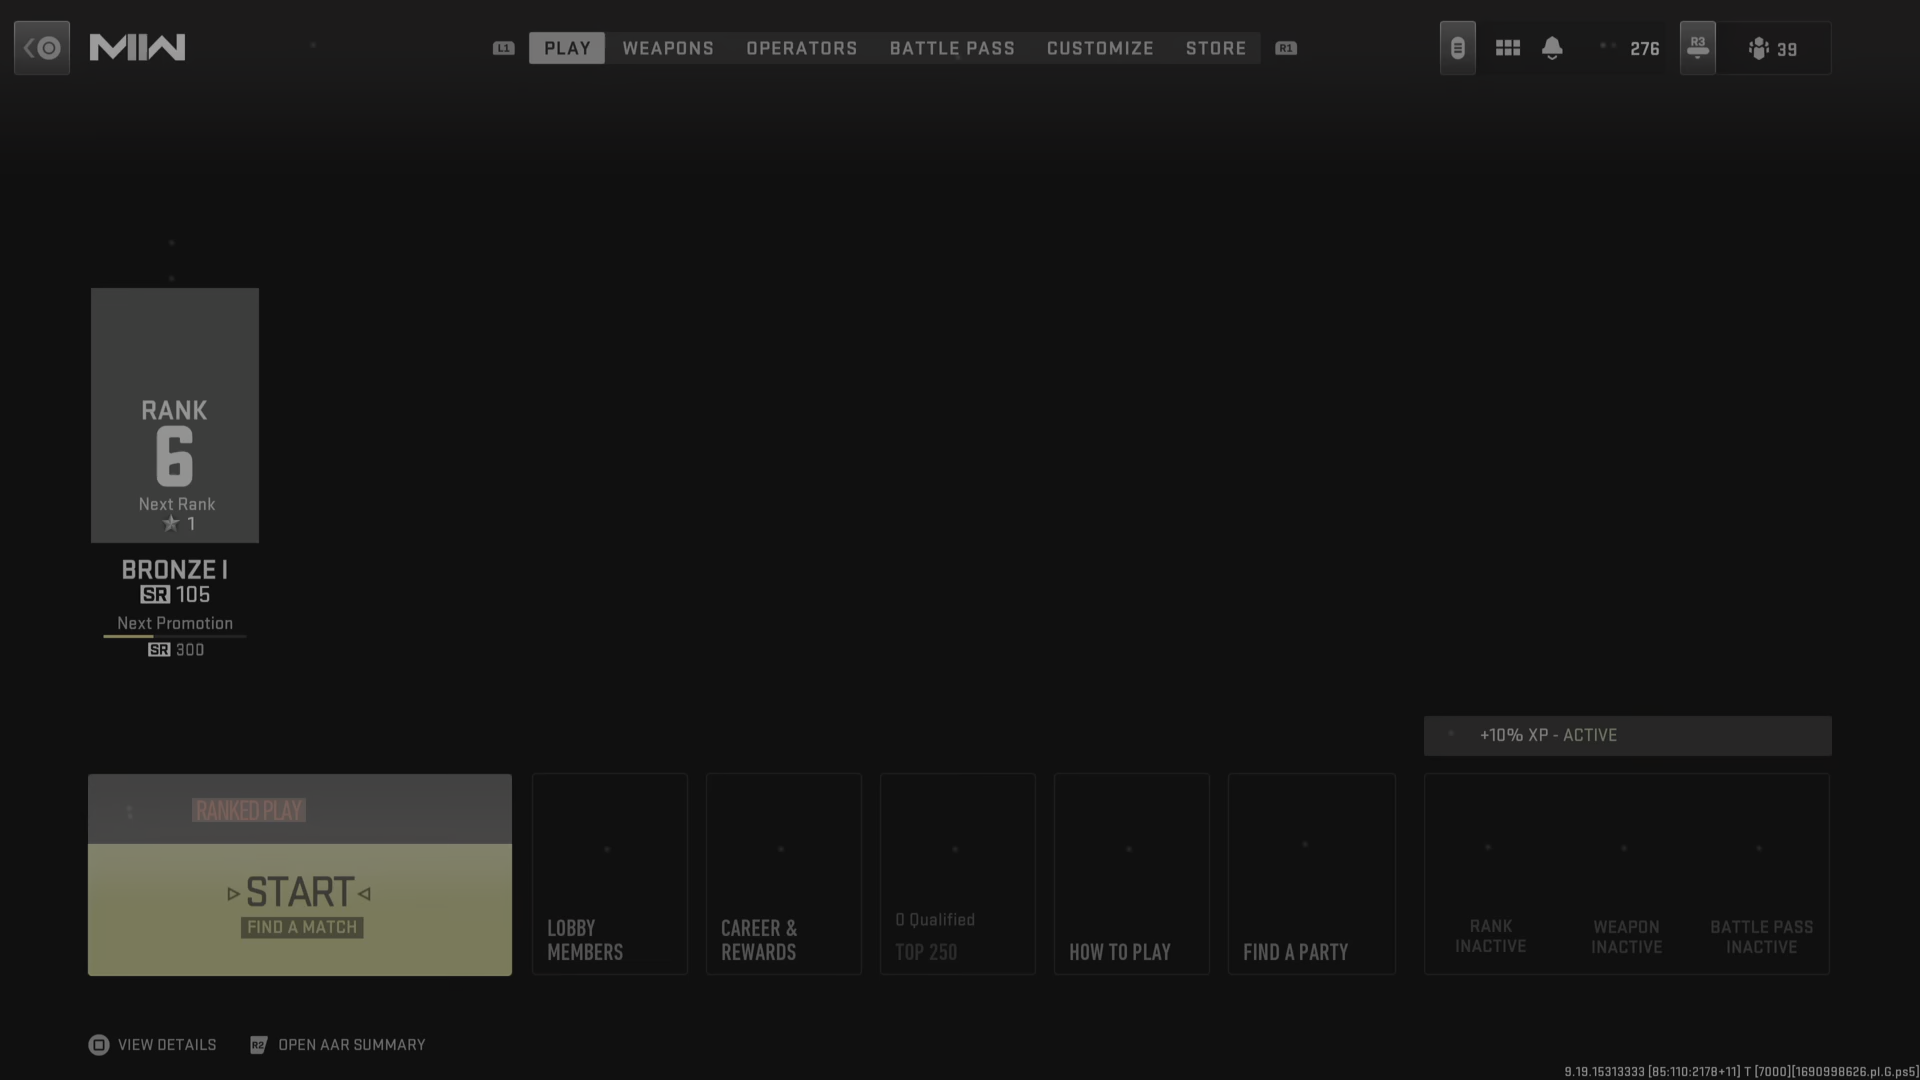 MW
L1 PLAY WEAPONS OPERATORS BATTLE PASS CUSTOMIZE STORE R1
276 R3 39
RANK
6
Next Rank
1
BRONZE I
SR 105
Next Promotion
SR 300
+10% XP - ACTIVE
RANKED PLAY
START
FIND A MATCH
LOBBY
MEMBERS
CAREER &
REWARDS
0 Qualified
TOP 250
HOW TO PLAY
FIND A PARTY
RANK
INACTIVE
WEAPON
INACTIVE
BATTLE PASS
INACTIVE
VIEW DETAILS R2 OPEN AAR SUMMARY
9.19.15313333 [85:110:2178+11] T [7000][1690998626.pl.G.ps5]